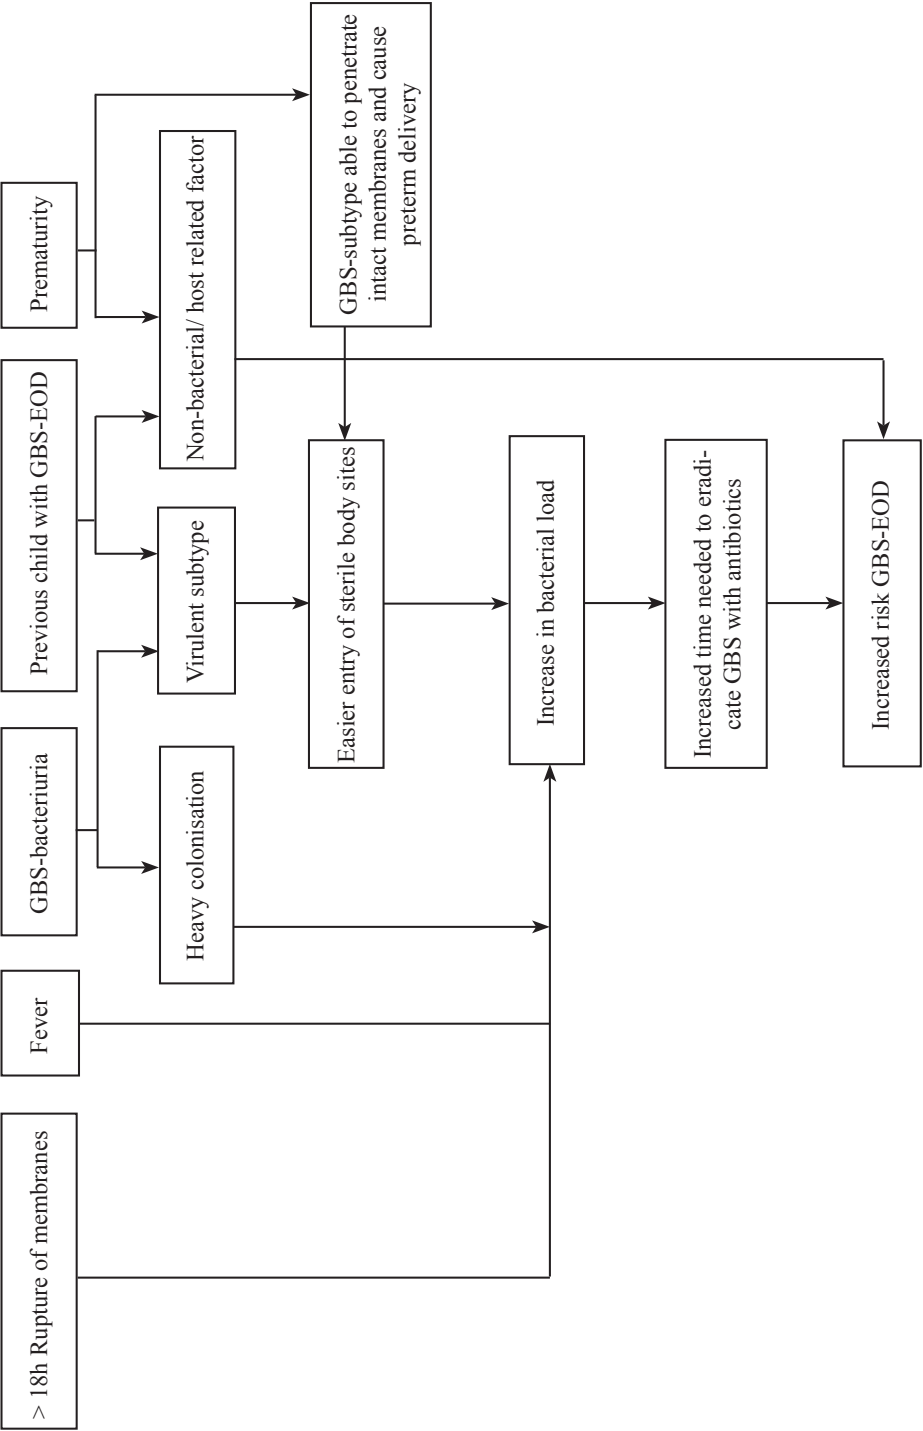 > 18h Rupture of membranes
Fever
GBS-bacteriuria
Previous child with GBS-EOD
Prematurity
Heavy colonisation
Virulent subtype
Non-bacterial/ host related factor
Easier entry of sterile body sites
GBS-subtype able to penetrate
intact membranes and cause
preterm delivery
Increase in bacterial load
Increased time needed to eradi-
cate GBS with antibiotics
Increased risk GBS-EOD